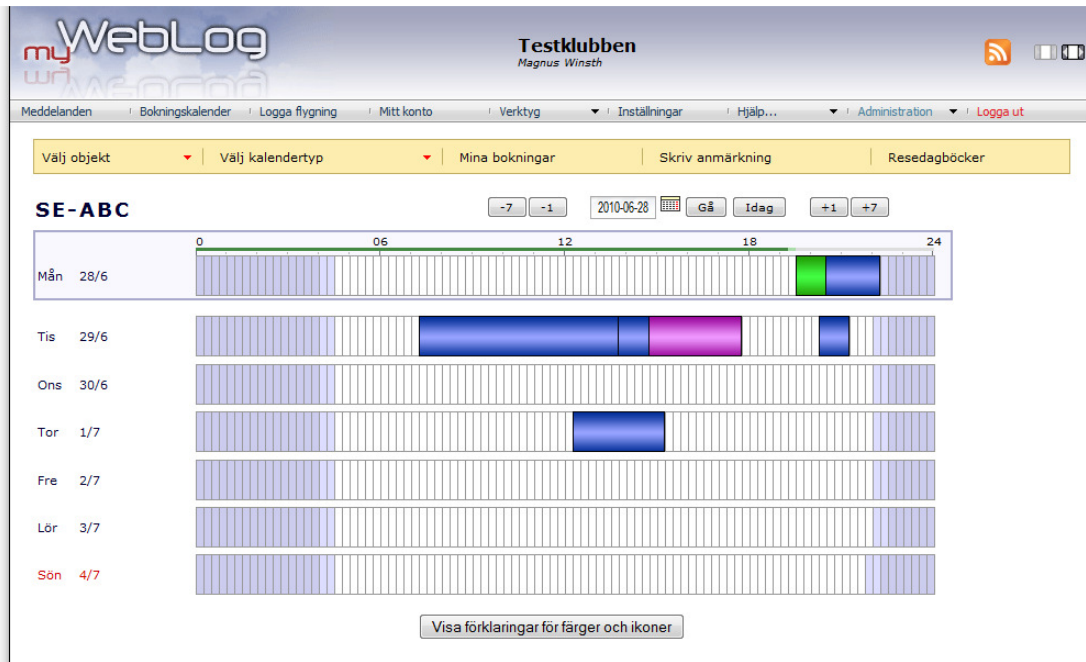 myWebLog
Testklubben
Magnus Winsth
Meddelanden Bokningskalender Logga flygning Mitt konto Verktyg Inställningar Hjälp... Administration Logga ut
Välj objekt Välj kalendertyp Mina bokningar Skriv anmärkning Resedagböcker
SE-ABC -7 -1 2010-06-28 Gå Idag +1 +7
0 06 12 18 24
Mån 28/6
Tis 29/6
Ons 30/6
Tor 1/7
Fre 2/7
Lör 3/7
Sön 4/7
Visa förklaringar för färger och ikoner